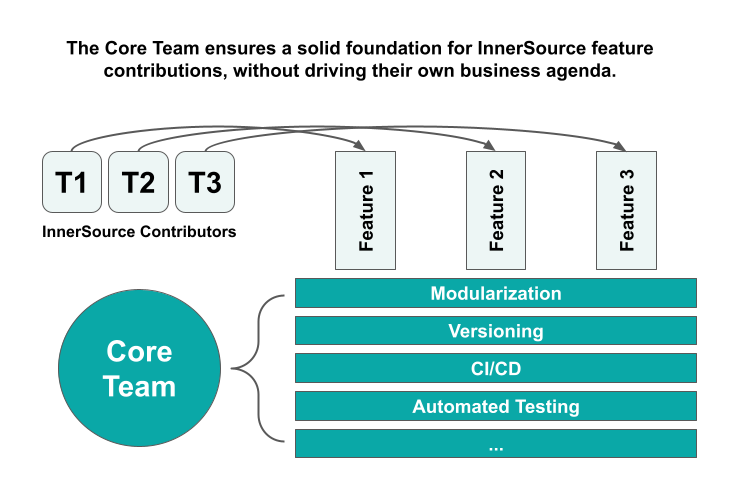 The Core Team ensures a solid foundation for InnerSource feature
contributions, without driving their own business agenda.
T1 T2 T3
InnerSource Contributors
Feature 1
Feature 2
Feature 3
Core
Team
Modularization
Versioning
CI/CD
Automated Testing
...